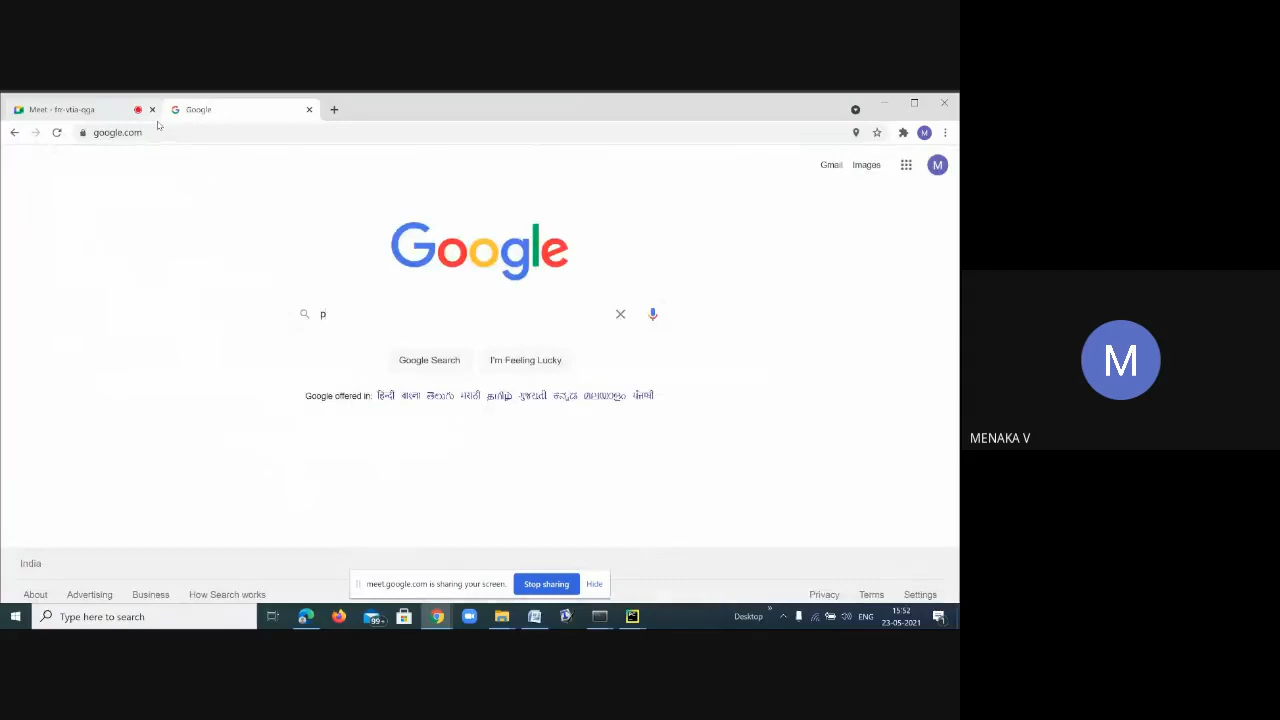 Meet - frr-vtia-qga
Google
google.com
M
Gmail
Images
M
Google
p
Google Search
I'm Feeling Lucky
Google offered in: हिन्दी বাংলা తెలుగు मराठी தமிழ் ગુજરાતી ಕನ್ನಡ മലയാളം ਪੰਜਾਬੀ
India
About
Advertising
Business
How Search works
Privacy
Terms
Settings
meet.google.com is sharing your screen.
Stop sharing
Hide
Type here to search
99+
Desktop
ENG
15:52
23-05-2021
M
MENAKA V